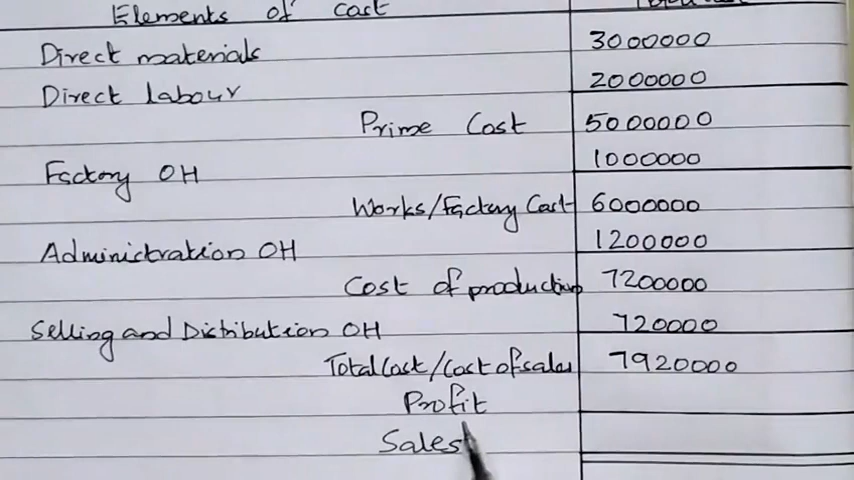 Elements of cost
Direct materials 3000000
Direct labour 2000000
Prime Cost 5000000
Factory OH 1000000
Works/Factory Cost 6000000
Administration OH 1200000
Cost of production 7200000
Selling and Distribution OH 720000
Total Cost/Cost of sales 7920000
Profit
Sales